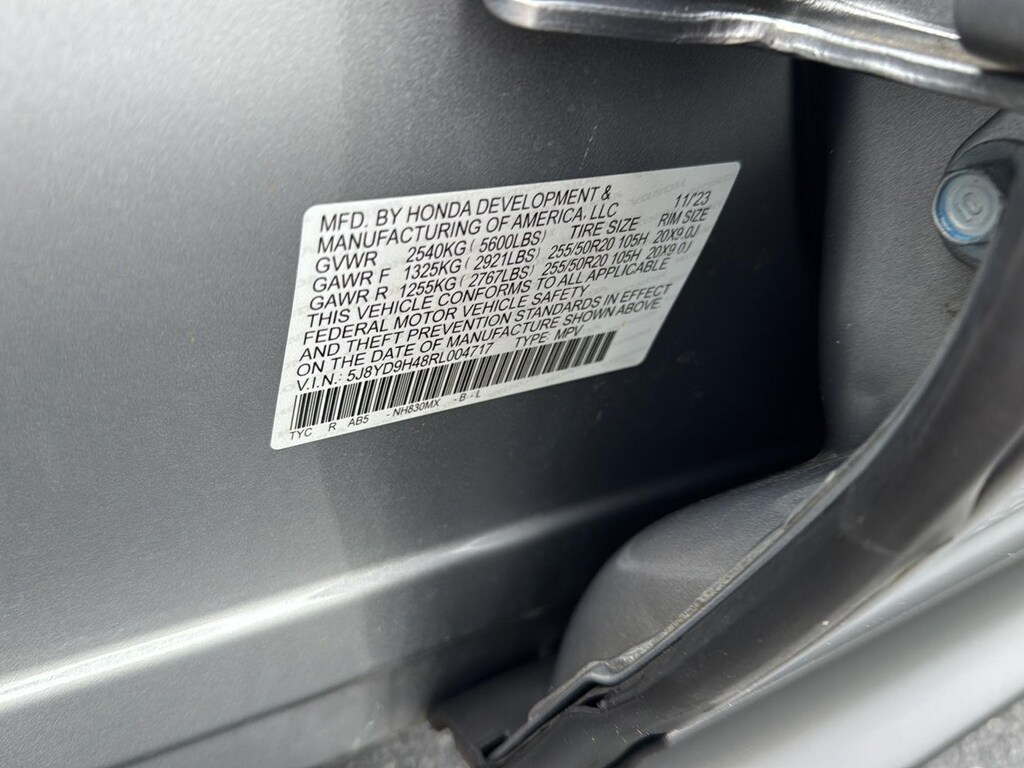 MFD. BY HONDA DEVELOPMENT & 11/23
MANUFACTURING OF AMERICA, LLC
GVWR 2540KG ( 5600LBS) TIRE SIZE RIM SIZE
GAWR F 1325KG ( 2921LBS) 255/50R20 105H 20X9.0J
GAWR R 1255KG ( 2767LBS) 255/50R20 105H 20X9.0J
THIS VEHICLE CONFORMS TO ALL APPLICABLE
FEDERAL MOTOR VEHICLE SAFETY
AND THEFT PREVENTION STANDARDS IN EFFECT
ON THE DATE OF MANUFACTURE SHOWN ABOVE
V.I.N.: 5J8YD9H48RL004717 TYPE: MPV
TYC R AB5 - NH830MX - B - L